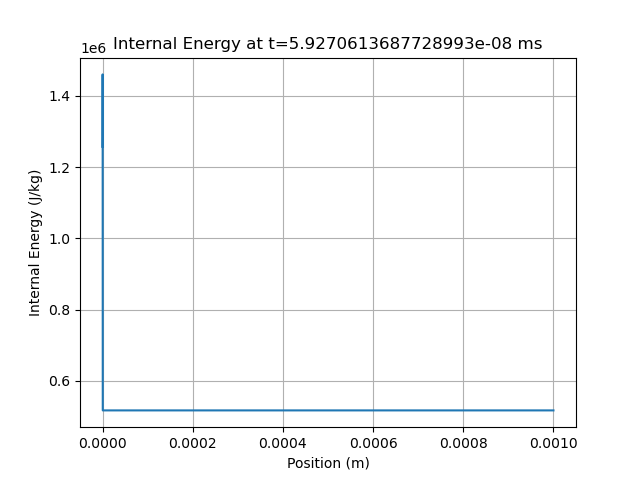 Internal Energy at t=5.9270613687728993e-08 ms
1e6
1.4
1.2
1.0
0.8
0.6
Internal Energy (J/kg)
0.0000 0.0002 0.0004 0.0006 0.0008 0.0010
Position (m)